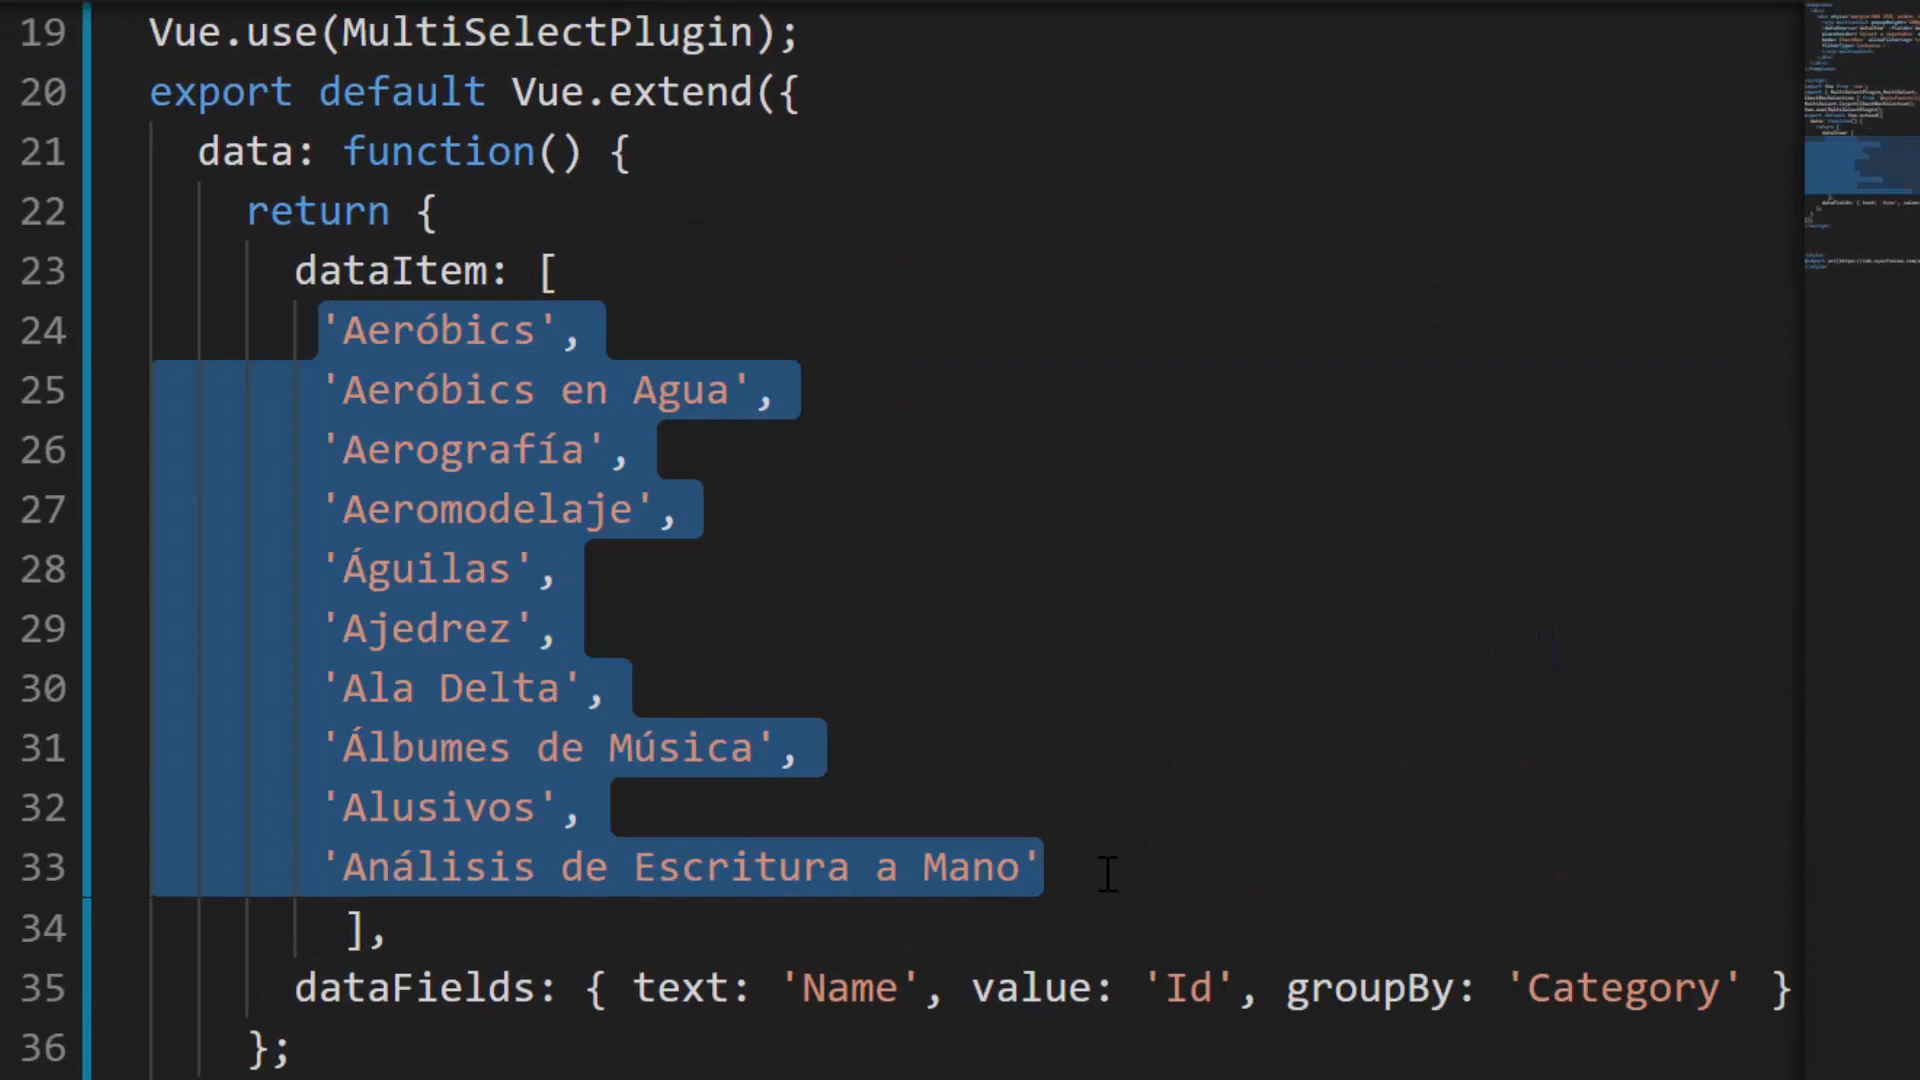 19 Vue.use(MultiSelectPlugin);
20 export default Vue.extend({
21 data: function() {
22 return {
23 dataItem: [
24 'Aeróbics',
25 'Aeróbics en Agua',
26 'Aerografía',
27 'Aeromodelaje',
28 'Águilas',
29 'Ajedrez',
30 'Ala Delta',
31 'Álbumes de Música',
32 'Alusivos',
33 'Análisis de Escritura a Mano'
34 ],
35 dataFields: { text: 'Name', value: 'Id', groupBy: 'Category' }
36 };